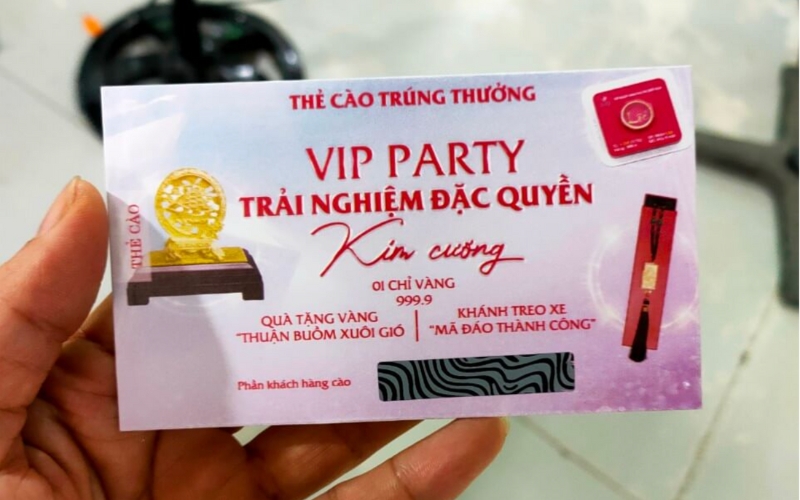 THẺ CÀO TRÚNG THƯỞNG
VIP PARTY
TRẢI NGHIỆM ĐẶC QUYỀN
Kim cương
THẺ CÀO
01 CHỈ VÀNG
999.9
QUÀ TẶNG VÀNG
"THUẬN BUỒM XUÔI GIÓ
KHÁNH TREO XE
"MÃ ĐÁO THÀNH CÔNG"
Phần khách hàng cào